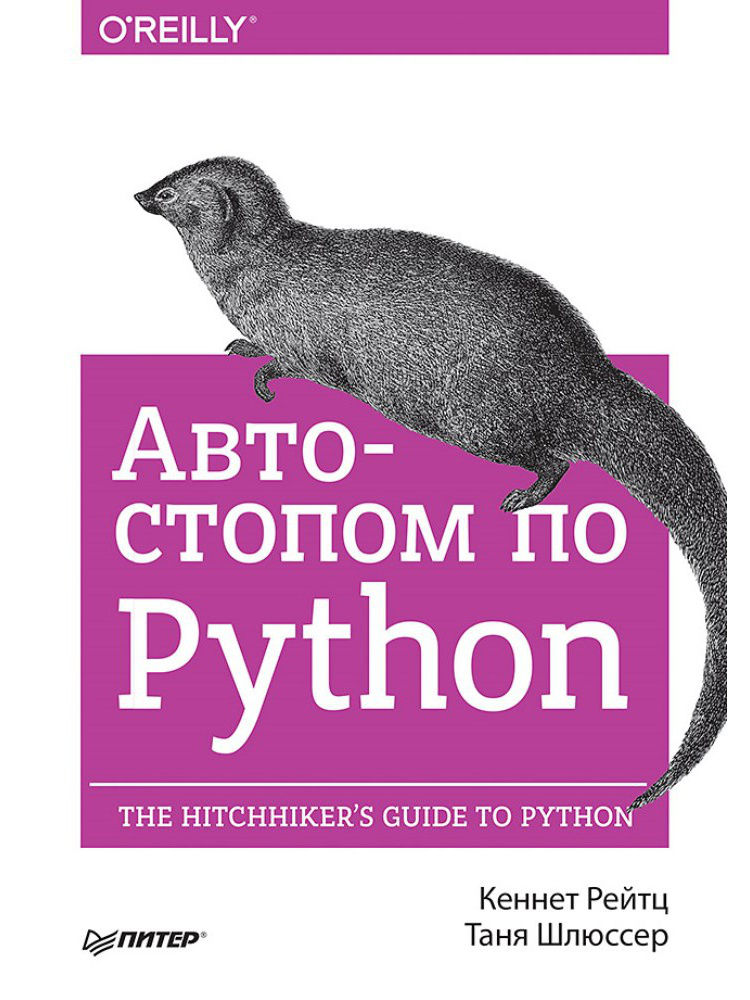 O'REILLY®
Авто-
стопом по
Python
THE HITCHHIKER'S GUIDE TO PYTHON
Кеннет Рейтц
Таня Шлюссер
ПИТЕР®